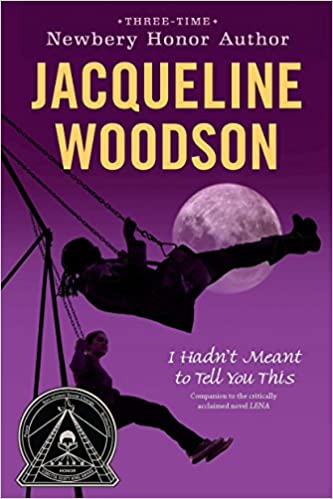 • THREE-TIME •
Newbery Honor Author
JACQUELINE
WOODSON
I Hadn't Meant
to Tell You This
Companion to the critically
acclaimed novel LENA
HONOR